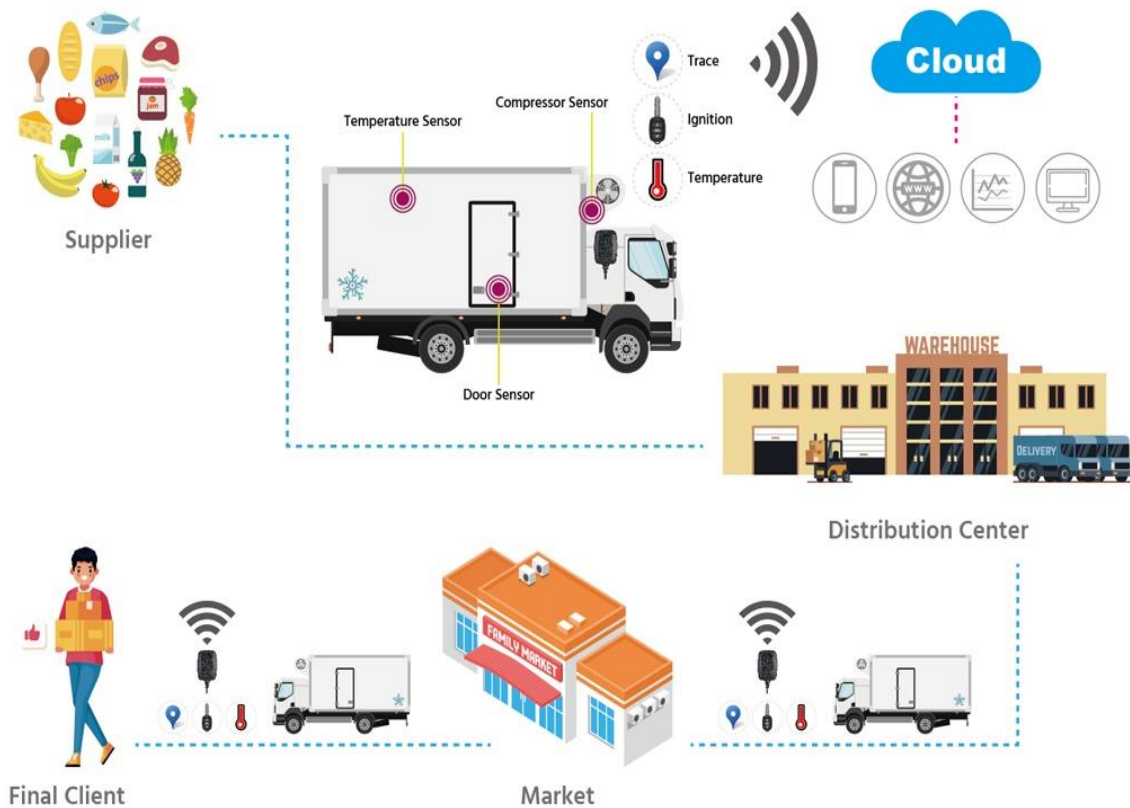 chips
jam
milk
Supplier
Temperature Sensor
Compressor Sensor
Door Sensor
Trace
Ignition
Temperature
Cloud
WWW
WAREHOUSE
DELIVERY
Distribution Center
FAMILY MARKET
Final Client
Market